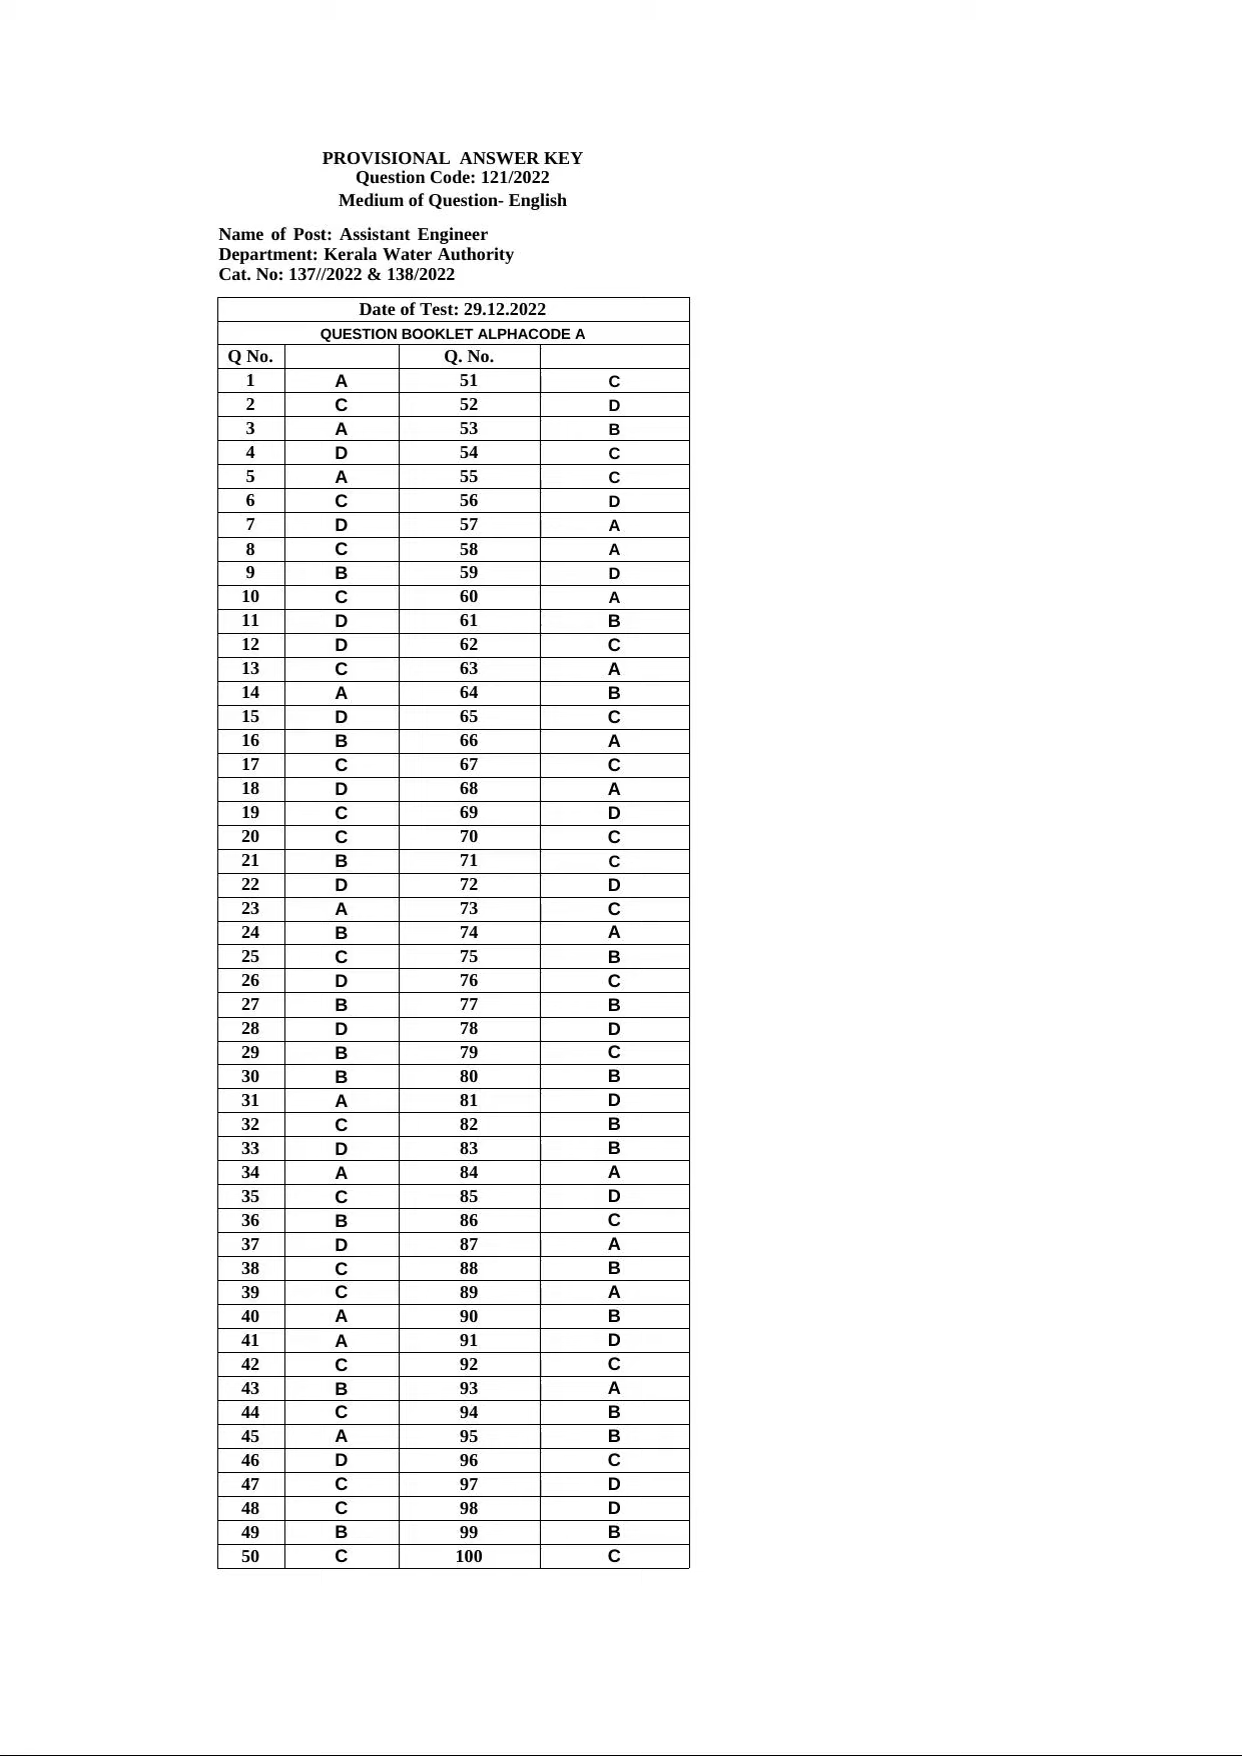 PROVISIONAL ANSWER KEY
Question Code: 121/2022
Medium of Question- English
Name of Post: Assistant Engineer
Department: Kerala Water Authority
Cat. No: 137//2022 & 138/2022
Date of Test: 29.12.2022
QUESTION BOOKLET ALPHACODE A
Q No. Q. No.
1 A 51 C
2 C 52 D
3 A 53 B
4 D 54 C
5 A 55 C
6 C 56 D
7 D 57 A
8 C 58 A
9 B 59 D
10 C 60 A
11 D 61 B
12 D 62 C
13 C 63 A
14 A 64 B
15 D 65 C
16 B 66 A
17 C 67 C
18 D 68 A
19 C 69 D
20 C 70 C
21 B 71 C
22 D 72 D
23 A 73 C
24 B 74 A
25 C 75 B
26 D 76 C
27 B 77 B
28 D 78 D
29 B 79 C
30 B 80 B
31 A 81 D
32 C 82 B
33 D 83 B
34 A 84 A
35 C 85 D
36 B 86 C
37 D 87 A
38 C 88 B
39 C 89 A
40 A 90 B
41 A 91 D
42 C 92 C
43 B 93 A
44 C 94 B
45 A 95 B
46 D 96 C
47 C 97 D
48 C 98 D
49 B 99 B
50 C 100 C